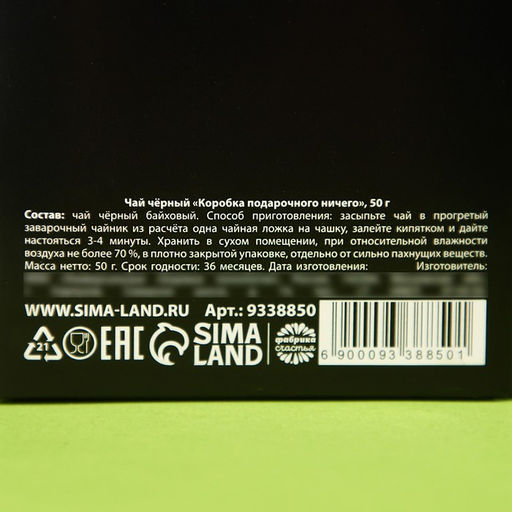 Чай чёрный «Коробка подарочного ничего», 50 г
Состав: чай чёрный байховый. Способ приготовления: засыпьте чай в прогретый
заварочный чайник из расчёта одна чайная ложка на чашку, залейте кипятком и дайте
настояться 3-4 минуты. Хранить в сухом помещении, при относительной влажности
воздуха не более 70 %, в плотно закрытой упаковке, отдельно от сильно пахнущих веществ.
Масса нетто: 50 г. Срок годности: 36 месяцев. Дата изготовления: Изготовитель:
WWW.SIMA-LAND.RU Арт.: 9338850
21 EAC SIMA LAND фабрика счастья
6 900093 388501